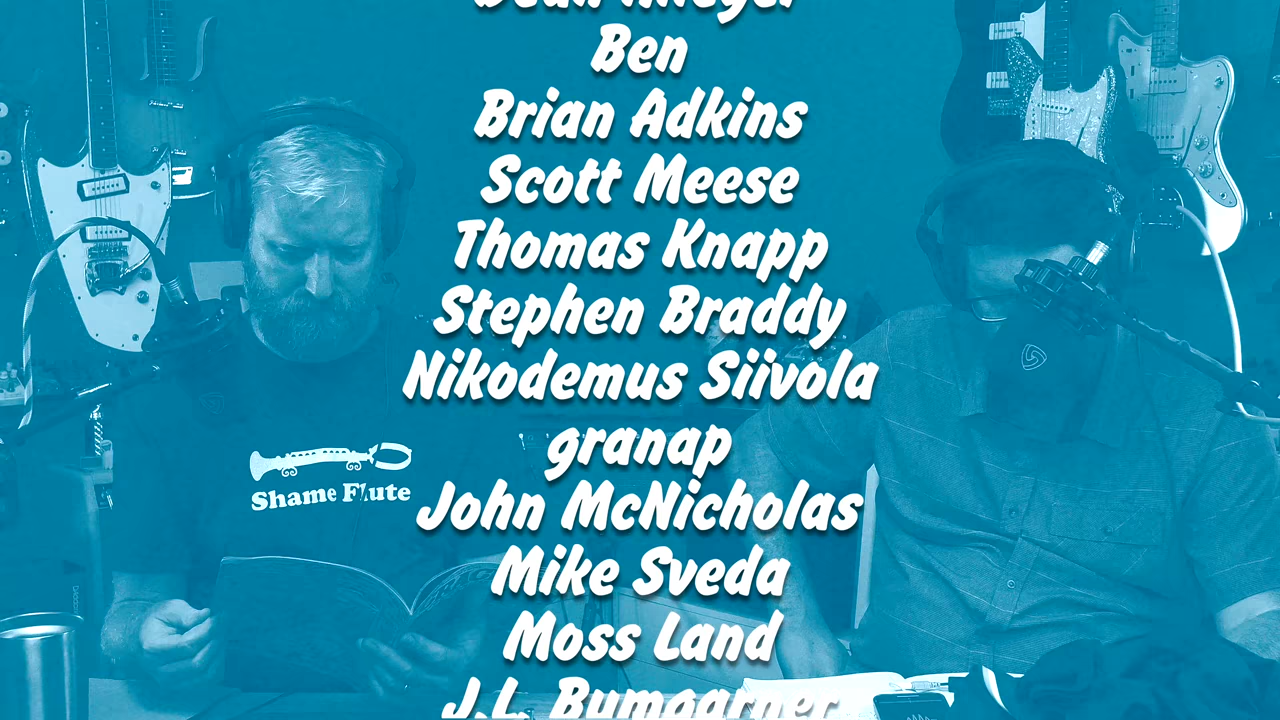 Ben
Brian Adkins
Scott Meese
Thomas Knapp
Stephen Braddy
Nikodemus Siivola
granap
John McNicholas
Mike Sveda
Moss Land
J.L. Bumgarner
Shame Flute